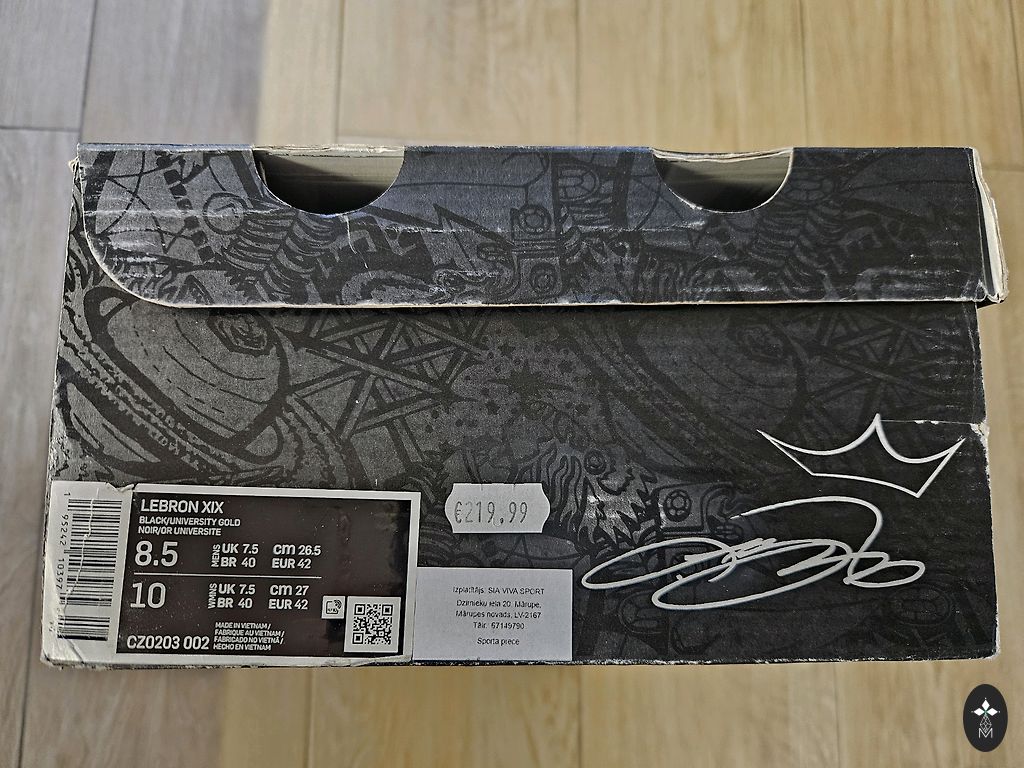 LEBRON XIX
BLACK/UNIVERSITY GOLD
NOIR/OR UNIVERSITE
8.5 MENS UK 7.5 cm 26.5
BR 40 EUR 42
10 WMNS UK 7.5 cm 27
BR 40 EUR 42
CZ0203 002
MADE IN VIETNAM /
FABRIQUE AU VIETNAM /
FABRICADO NO VIETNÃ /
HECHO EN VIETNAM
€219,99
Izplatītājs: SIA VIVA SPORT
Dzirnieku iela 20, Mārupe,
Mārupes novads, LV-2167
Tālr.: 67149790
Sporta prece
M